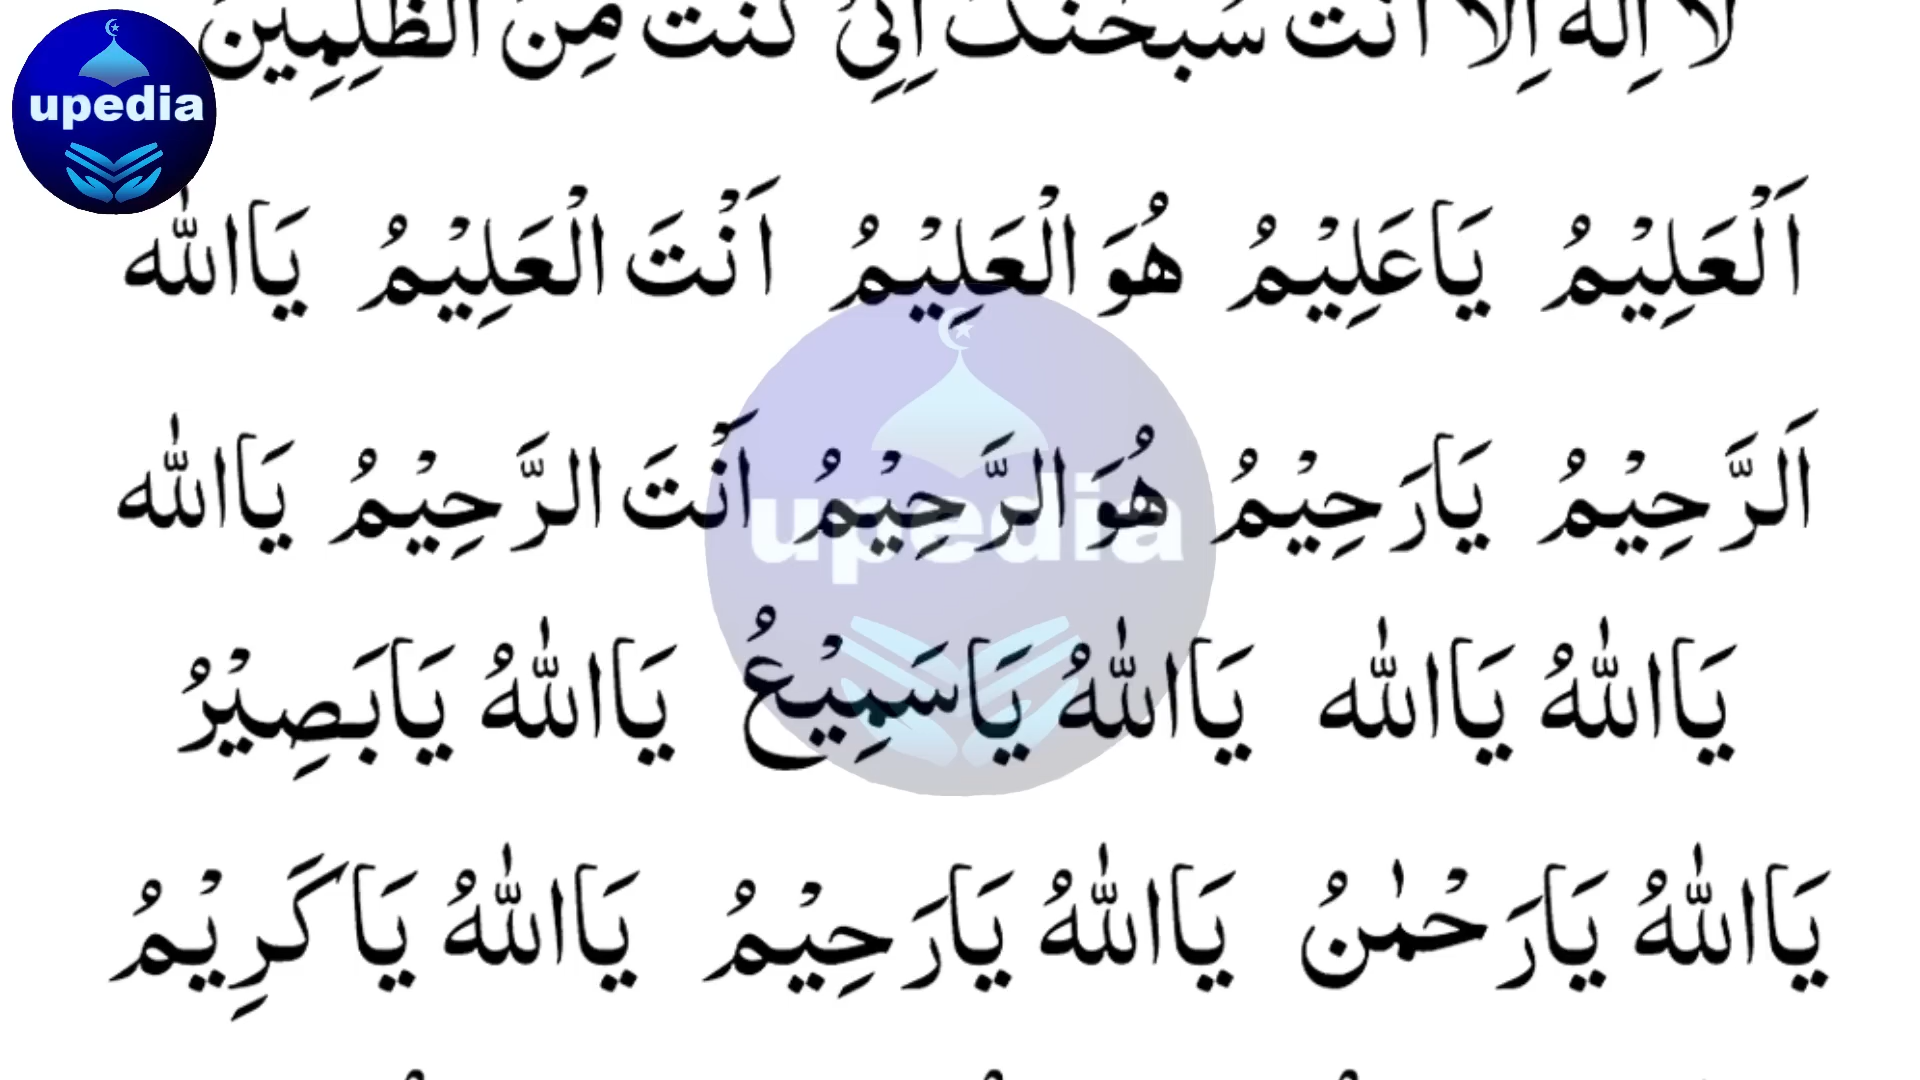 لَا اِلٰهَ اِلَّا اَنْتَ سُبْحٰنَكَ اِنِّىْ كُنْتُ مِنَ الظّٰلِمِيْنَ
upedia
اَلْعَلِيْمُ يَاعَلِيْمُ هُوَ الْعَلِيْمُ اَنْتَ الْعَلِيْمُ يَااللّٰه
اَلرَّحِيْمُ يَارَحِيْمُ هُوَالرَّحِيْمُ اَنْتَ الرَّحِيْمُ يَااللّٰه
upedia
يَااللّٰهُ يَااللّٰه يَااللّٰهُ يَاسَمِيْعُ يَااللّٰهُ يَابَصِيْرُ
يَااللّٰهُ يَارَحْمٰنُ يَااللّٰهُ يَارَحِيْمُ يَااللّٰهُ يَاكَرِيْمُ